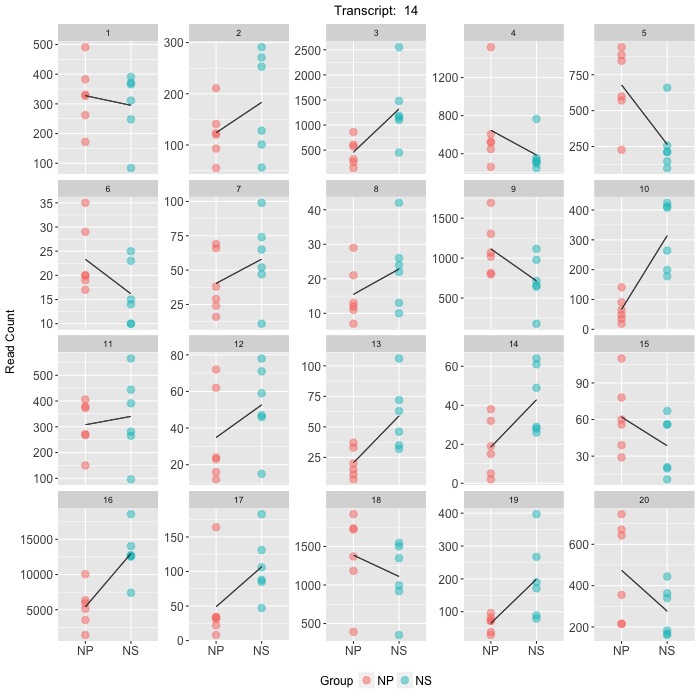 Transcript: 14
1 2 3 4 5
500 300 2500 1200 750
400 200 2000 800 500
300 100 1500 400 250
200 1000
100 500
6 7 8 9 10
35 100 40 1500 400
30 75 30 1000 300
25 50 20 500 200
20 25 10 100
15 0
10
Read Count
11 12 13 14 15
500 80 100 60 90
400 60 75 40 60
300 40 50 20 30
200 20 25 0
100
16 17 18 19 20
15000 150 1500 400 600
10000 100 1000 300 400
5000 50 500 200 200
0 100
NP NS NP NS NP NS NP NS NP NS
Group NP NS